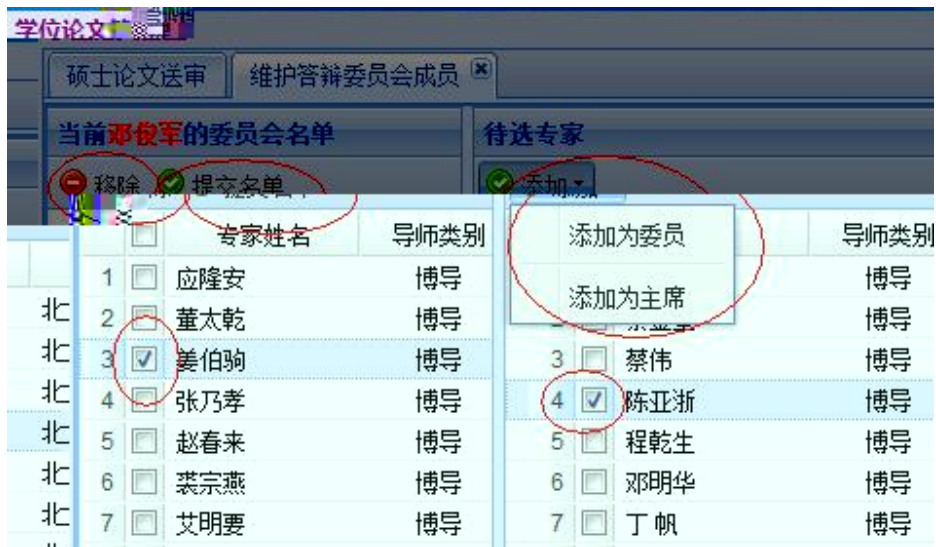 学位论文
硕士论文送审 维护答辩委员会成员
当前邓俊军的委员会名单 待选专家
移除 提交名单 添加
专家姓名 导师类别 添加为委员 导师类别
1 应隆安 博导 添加为主席 博导
北 2 董太乾 博导 博导
北 3 姜伯驹 博导 3 蔡伟 博导
北 4 张乃孝 博导 4 陈亚浙 博导
北 5 赵春来 博导 5 程乾生 博导
北 6 裘宗燕 博导 6 邓明华 博导
北 7 艾明要 博导 7 丁帆 博导